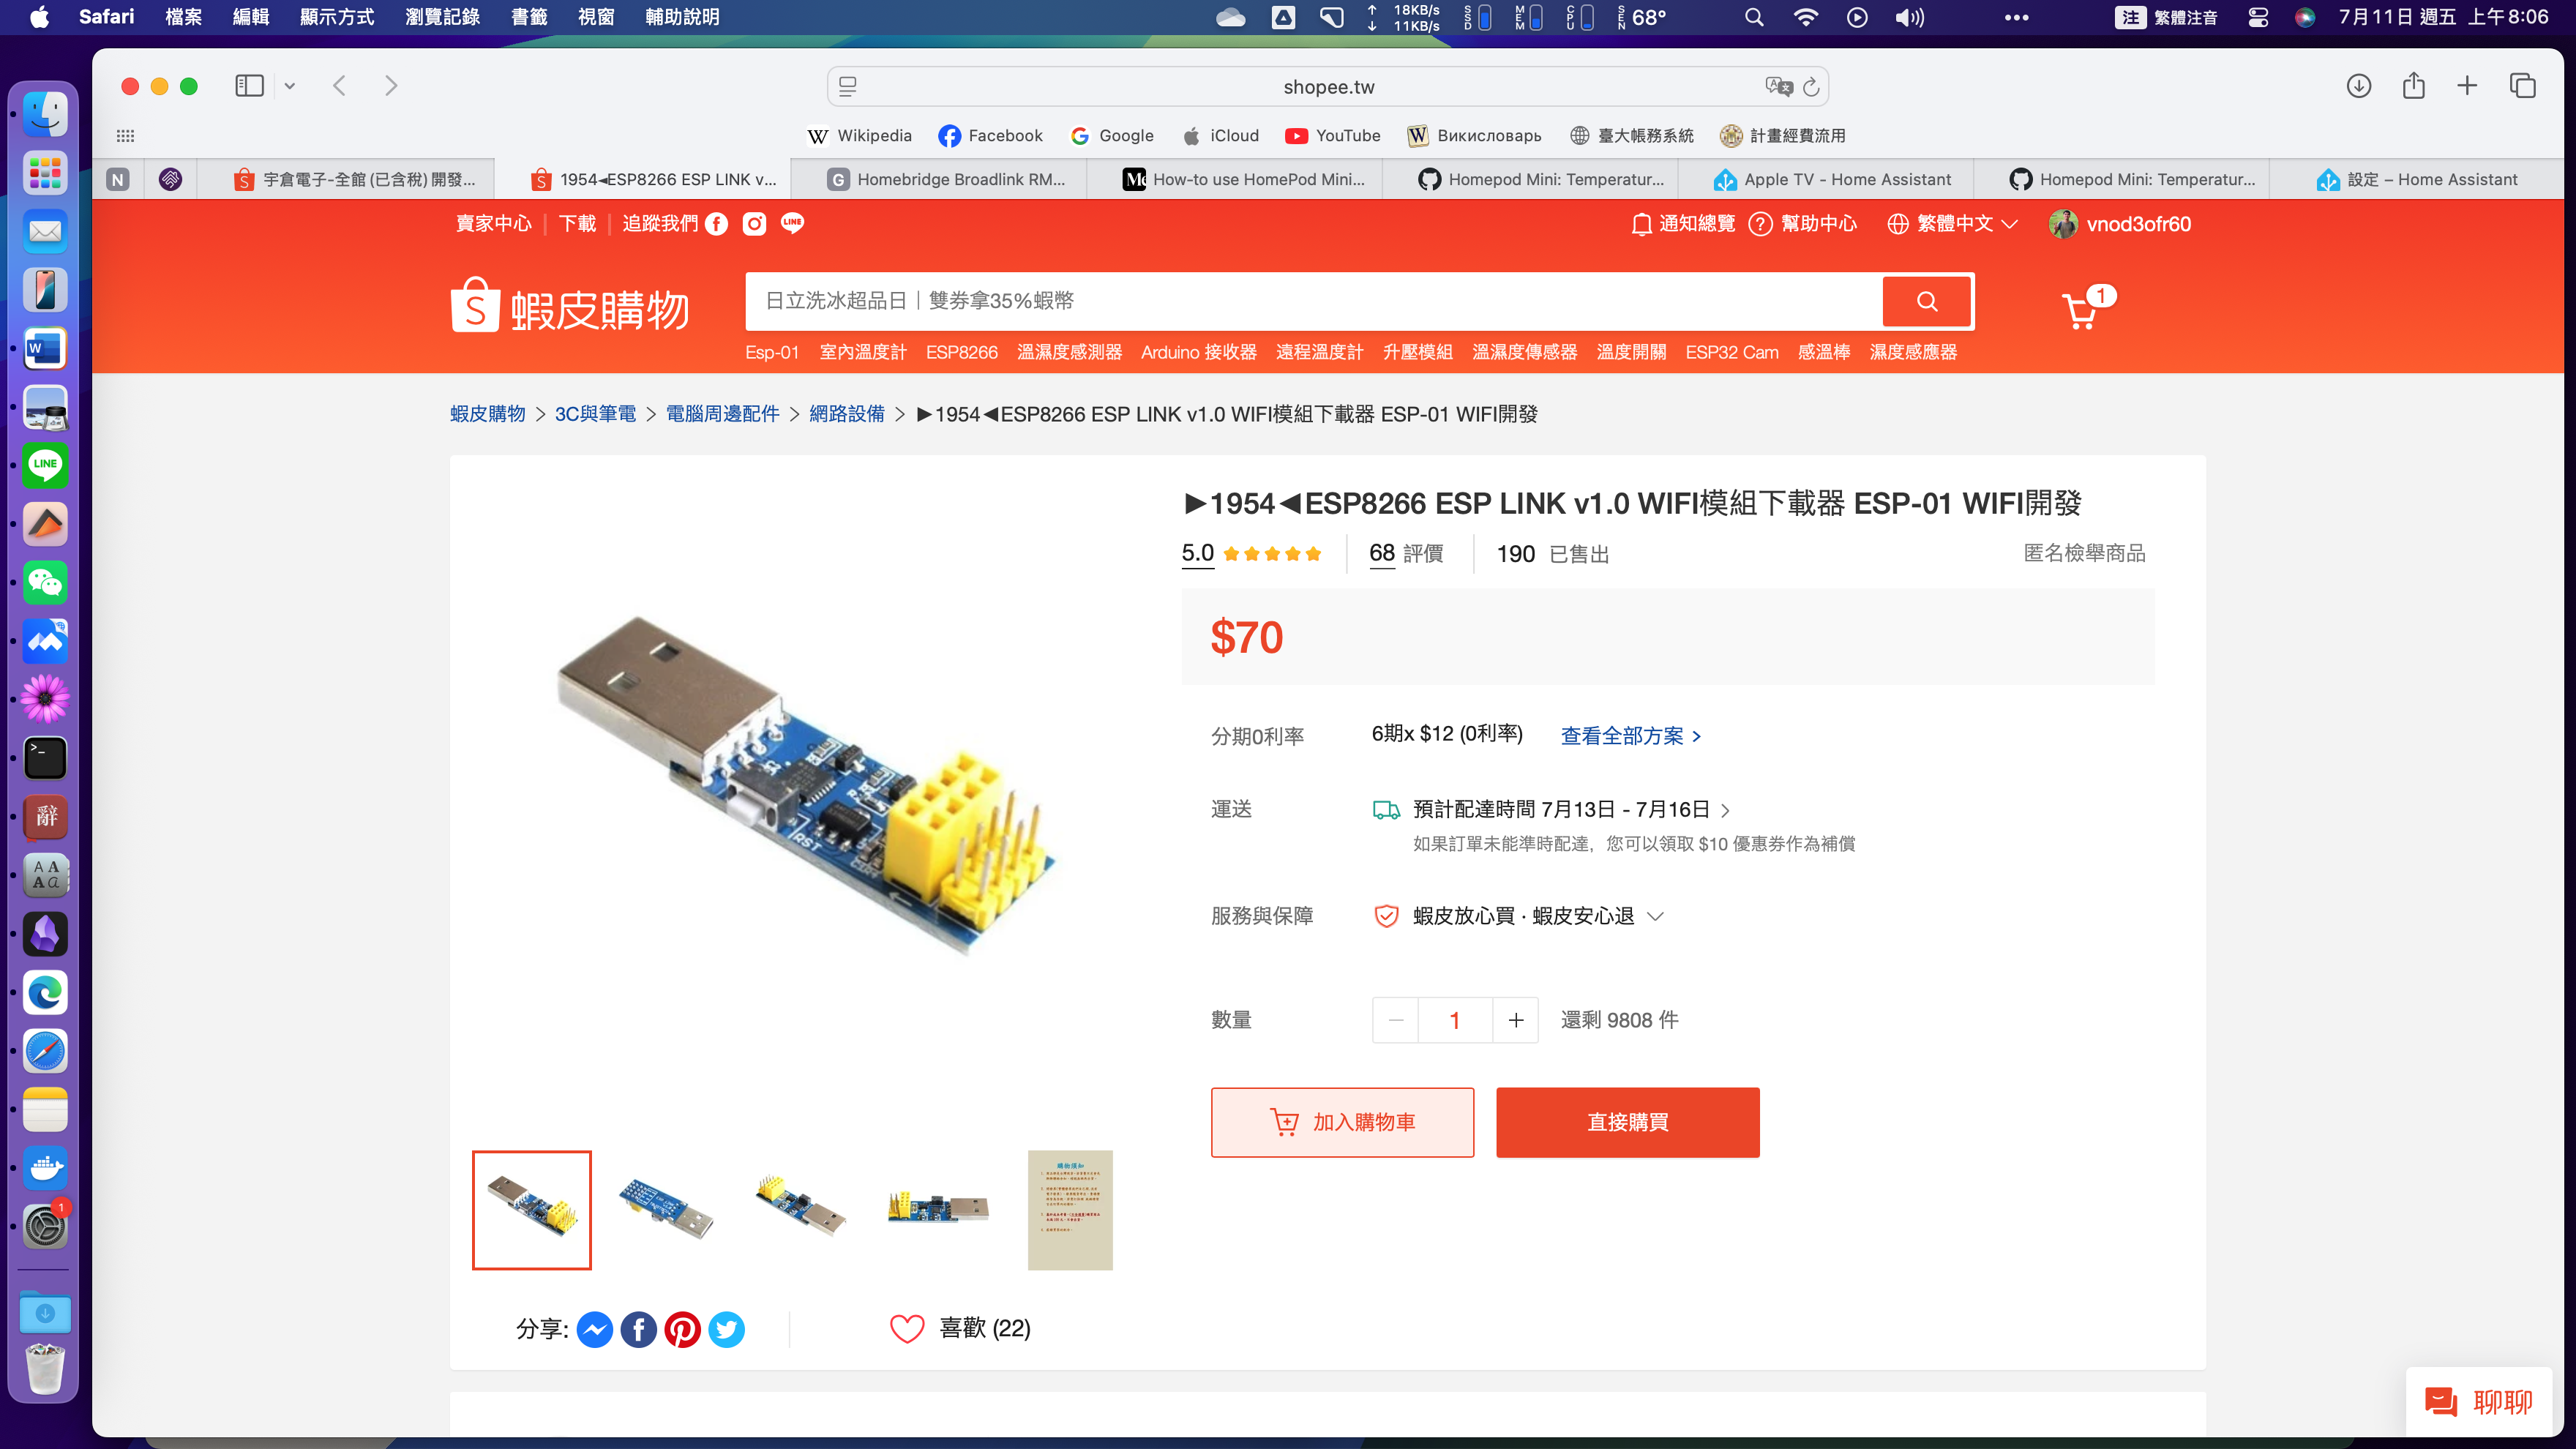 Safari 檔案 編輯 顯示方式 瀏覽記錄 書籤 視窗 輔助說明 18KB/s 11KB/s SSD MEM CPU SEN 68° 注 繁體注音 7月11日 週五 上午8:06
shopee.tw
Wikipedia Facebook Google iCloud YouTube Викисловарь 臺大帳務系統 計畫經費流用
N 宇倉電子-全館(已含稅)開發... 1954◄ESP8266 ESP LINK v... G Homebridge Broadlink RM... How-to use HomePod Mini... Homepod Mini: Temperatur... Apple TV - Home Assistant Homepod Mini: Temperatur... 設定 – Home Assistant
賣家中心 下載 追蹤我們 LINE 通知總覽 幫助中心 繁體中文 vnod3ofr60
蝦皮購物 日立洗冰超品日｜雙券拿35%蝦幣 1
Esp-01 室內溫度計 ESP8266 溫濕度感測器 Arduino 接收器 遠程溫度計 升壓模組 溫濕度傳感器 溫度開關 ESP32 Cam 感溫棒 濕度感應器
蝦皮購物 > 3C與筆電 > 電腦周邊配件 > 網路設備 > ►1954◄ESP8266 ESP LINK v1.0 WIFI模組下載器 ESP-01 WIFI開發
►1954◄ESP8266 ESP LINK v1.0 WIFI模組下載器 ESP-01 WIFI開發
5.0 68 評價 190 已售出 匿名檢舉商品
$70
分期0利率 6期x $12 (0利率) 查看全部方案 >
運送 預計配達時間 7月13日 - 7月16日
如果訂單未能準時配達，您可以領取 $10 優惠券作為補償
服務與保障 蝦皮放心買 · 蝦皮安心退
數量 1 還剩 9808 件
加入購物車 直接購買
RST
購物須知
分享: 喜歡 (22)
聊聊
LINE
W
辭
A A
A a
1